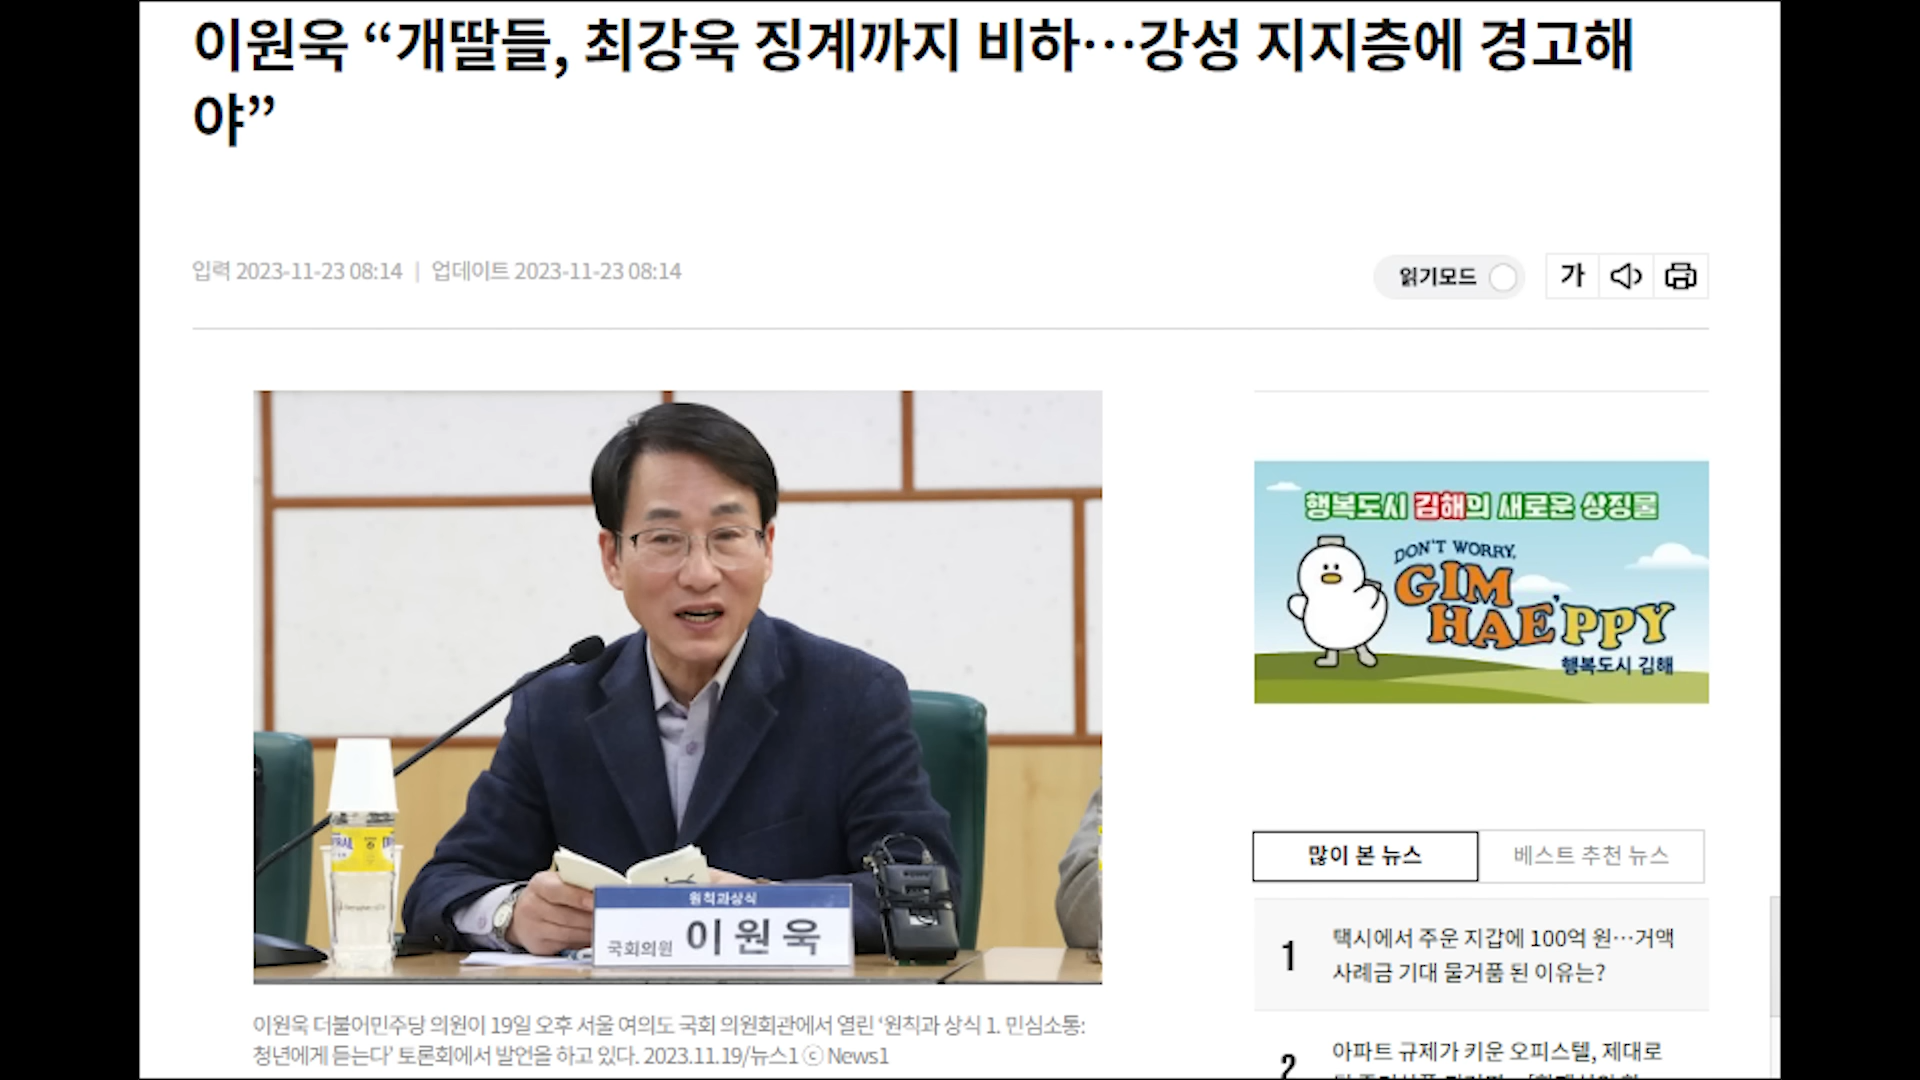 이원욱 “개딸들, 최강욱 징계까지 비하…강성 지지층에 경고해
야”
입력 2023-11-23 08:14 | 업데이트 2023-11-23 08:14
읽기모드
가
원칙과상식
국회의원 이원욱
이원욱 더불어민주당 의원이 19일 오후 서울 여의도 국회 의원회관에서 열린 ‘원칙과 상식 1. 민심소통:
청년에게 듣는다’ 토론회에서 발언을 하고 있다. 2023.11.19/뉴스1 ⓒ News1
행복도시 김해의 새로운 상징물
DON'T WORRY,
GIM
HAE'PPY
행복도시 김해
많이 본 뉴스
베스트 추천 뉴스
1
택시에서 주운 지갑에 100억 원…거액
사례금 기대 물거품 된 이유는?
2
아파트 규제가 키운 오피스텔, 제대로